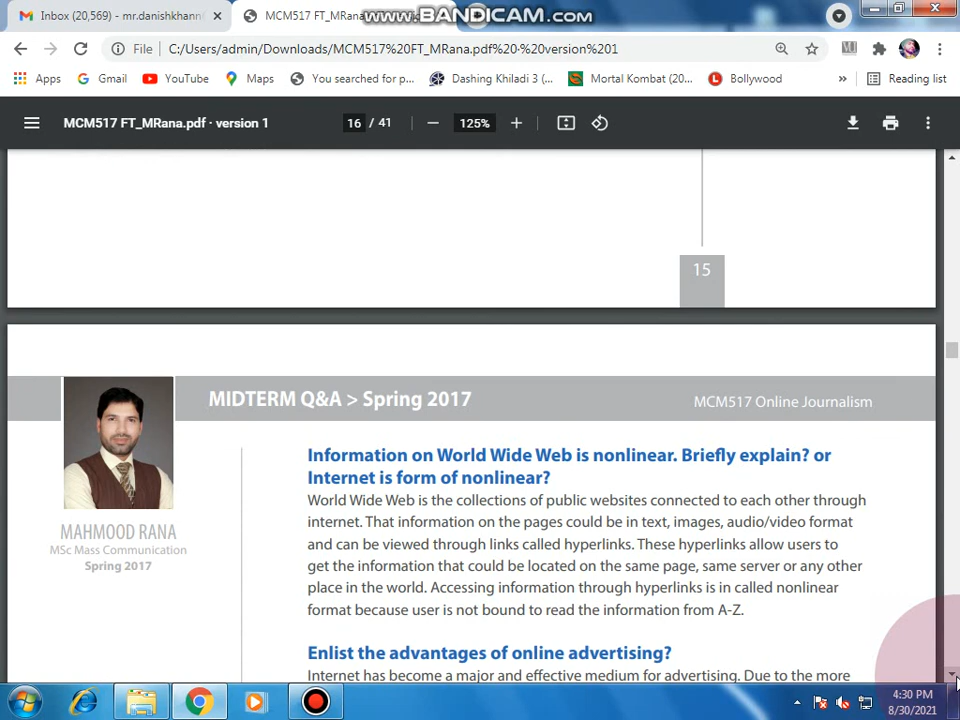 Inbox (20,569) - mr.danishkhann
MCM517 FT_MRana
www.BANDICAM.com
File
C:/Users/admin/Downloads/MCM517%20FT_MRana.pdf%20·%20version%201
Apps
Gmail
YouTube
Maps
You searched for p...
Dashing Khiladi 3 (...
Mortal Kombat (20...
Bollywood
»
Reading list
MCM517 FT_MRana.pdf · version 1
16 / 41
125%
15
MIDTERM Q&A > Spring 2017
MCM517 Online Journalism
MAHMOOD RANA
MSc Mass Communication
Spring 2017
Information on World Wide Web is nonlinear. Briefly explain? or
Internet is form of nonlinear?
World Wide Web is the collections of public websites connected to each other through
internet. That information on the pages could be in text, images, audio/video format
and can be viewed through links called hyperlinks. These hyperlinks allow users to
get the information that could be located on the same page, same server or any other
place in the world. Accessing information through hyperlinks is in called nonlinear
format because user is not bound to read the information from A-Z.
Enlist the advantages of online advertising?
Internet has become a major and effective medium for advertising. Due to the more
4:30 PM
8/30/2021